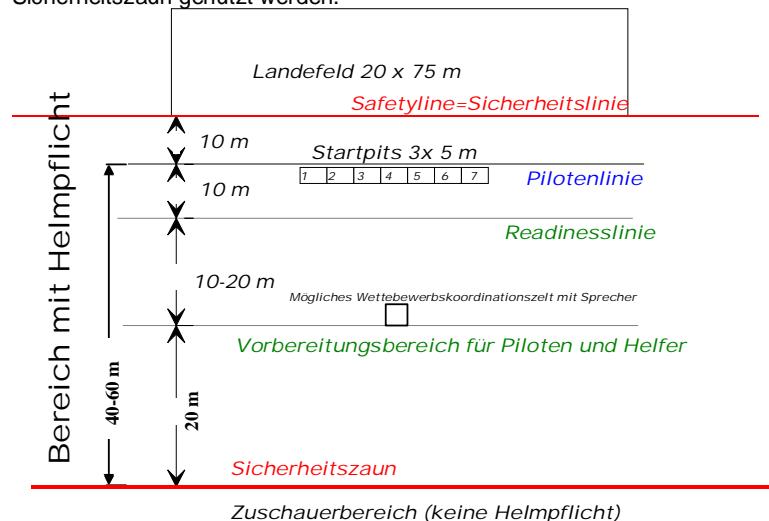 Sicherheitszaun genutzt werden.
Landefeld 20 x 75 m
Safetyline=Sicherheitslinie
Bereich mit Helmpflicht
10 m
Startpits 3x 5 m
1 2 3 4 5 6 7
Pilotenlinie
10 m
Readinesslinie
10-20 m
Mögliches Wettebewerbskoordinationszelt mit Sprecher
Vorbereitungsbereich für Piloten und Helfer
40-60 m
20 m
Sicherheitszaun
Zuschauerbereich (keine Helmpflicht)